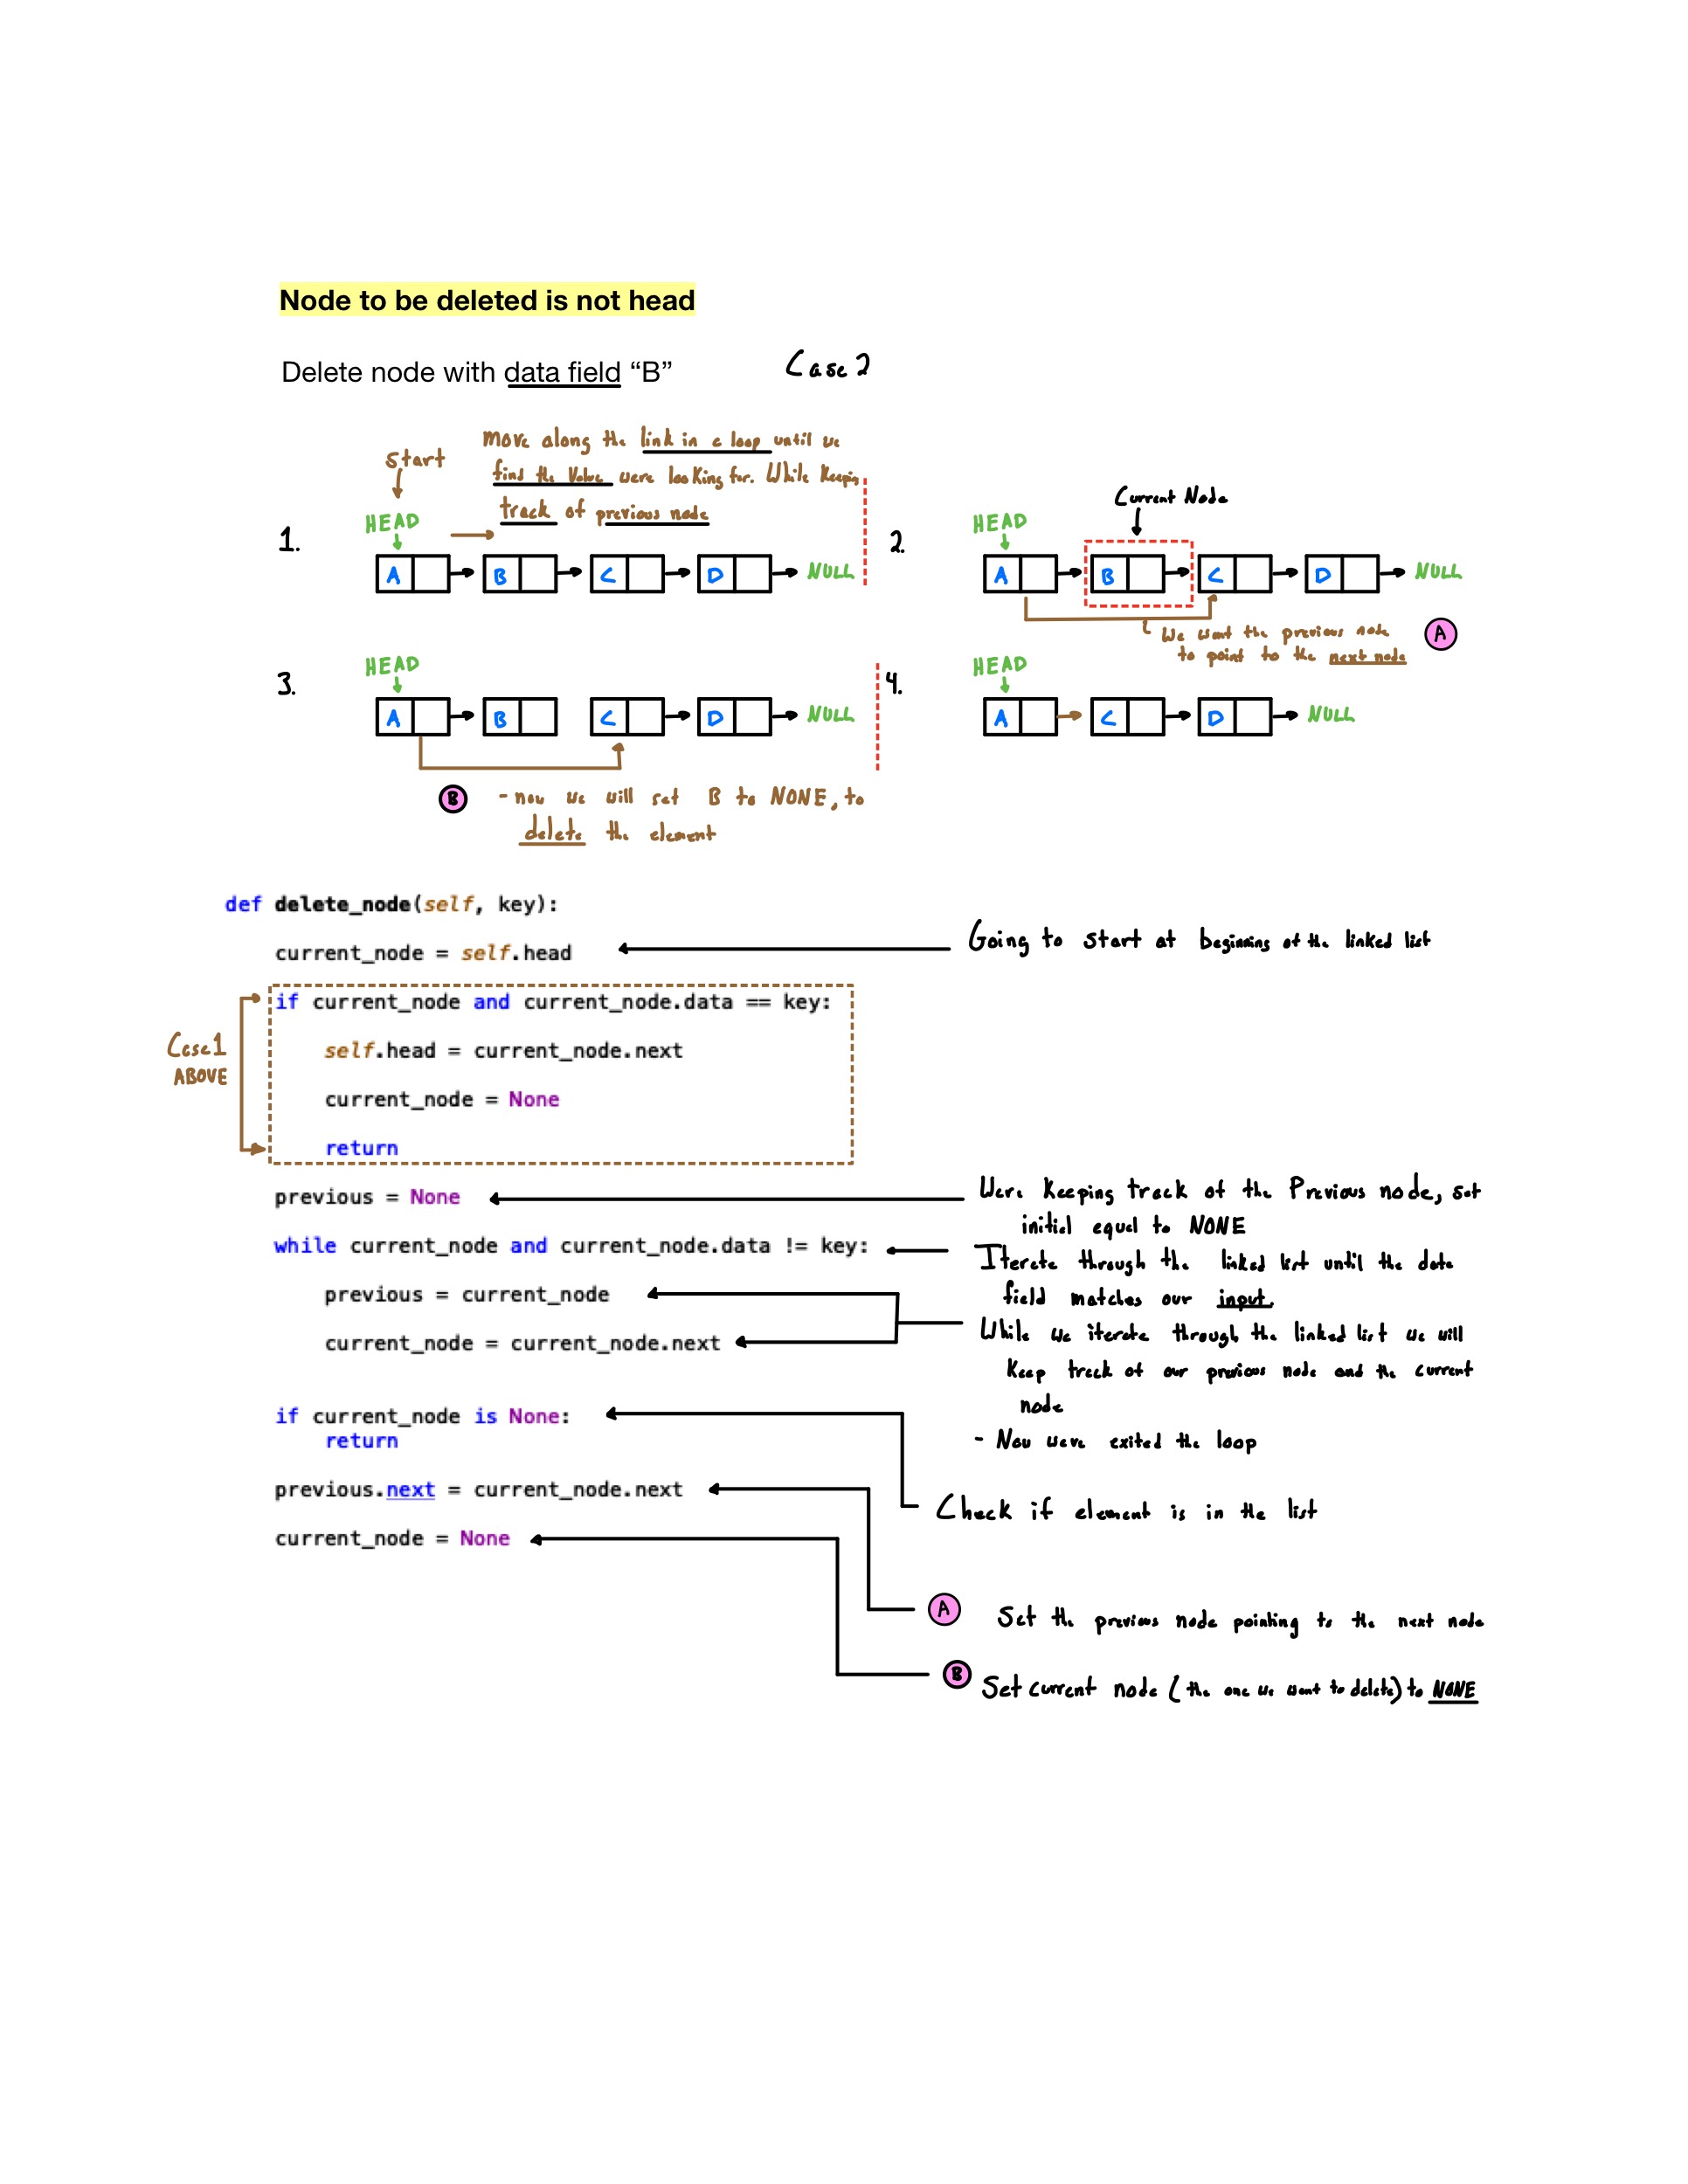 Node to be deleted is not head
Delete node with data field “B”
Case 2
Start
Move along the link in a loop until we
find the Value were looking for. While Keeping
track of previous node
1.
HEAD
A B C D NULL
2.
HEAD
Current Node
A B C D NULL
We want the previous node
to point to the next node
A
3.
HEAD
A B C D NULL
B
- now we will set B to NONE, to
delete the element
4.
HEAD
A C D NULL
def delete_node(self, key):
current_node = self.head
Going to start at beginning of the linked list
Case 1
ABOVE
if current_node and current_node.data == key:
self.head = current_node.next
current_node = None
return
previous = None
Were Keeping track of the Previous node, set
initial equal to NONE
while current_node and current_node.data != key:
Iterate through the linked list until the data
field matches our input.
previous = current_node
current_node = current_node.next
While we iterate through the linked list we will
Keep track of our previous node and the current
node
- Now weve exited the loop
if current_node is None:
return
Check if element is in the list
previous.next = current_node.next
current_node = None
A Set the previous node pointing to the next node
B Set current node (the one we want to delete) to NONE